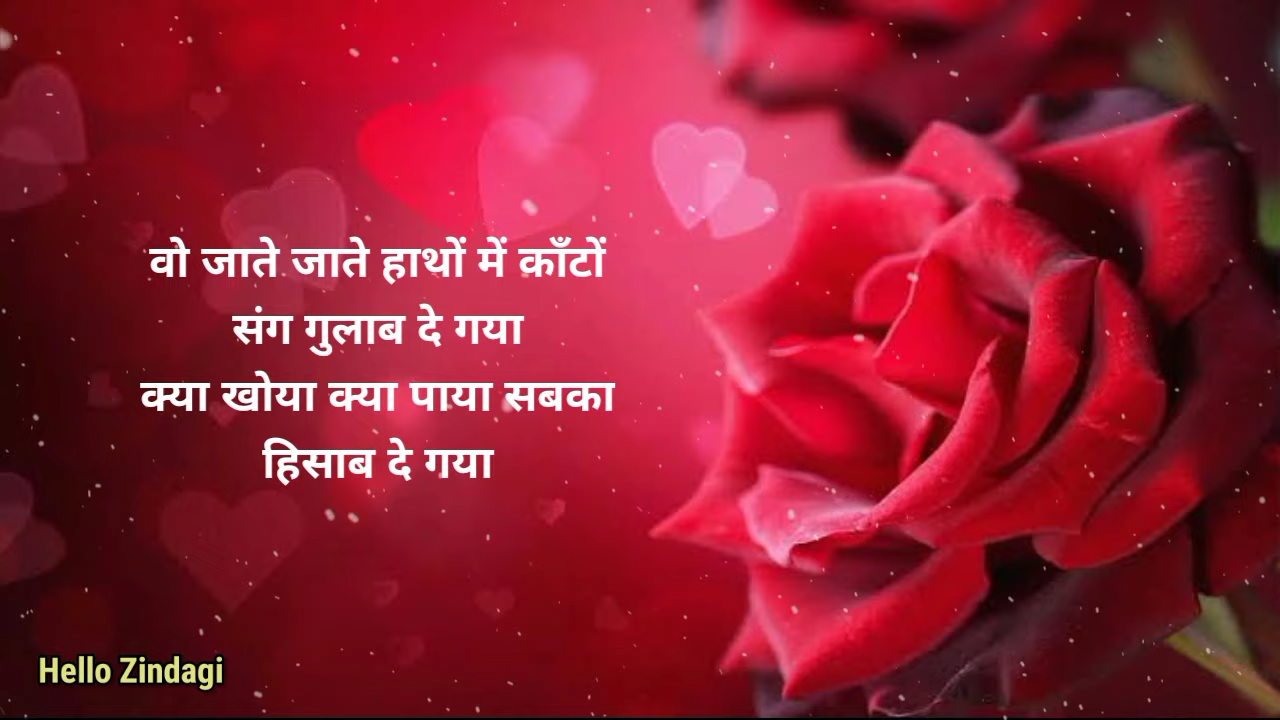 वो जाते जाते हाथों में काँटों
संग गुलाब दे गया
क्या खोया क्या पाया सबका
हिसाब दे गया
Hello Zindagi